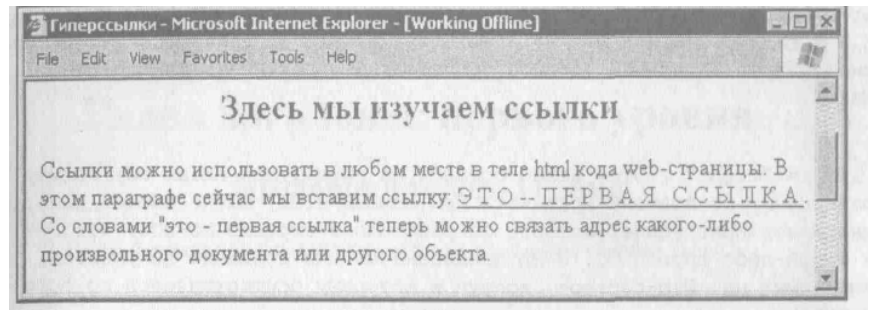 Гиперссылки - Microsoft Internet Explorer - [Working Offline]
File Edit View Favorites Tools Help
Здесь мы изучаем ссылки
Ссылки можно использовать в любом месте в теле html кода web-страницы. В
этом параграфе сейчас мы вставим ссылку: ЭТО--ПЕРВАЯ ССЫЛКА.
Со словами "это - первая ссылка" теперь можно связать адрес какого-либо
произвольного документа или другого объекта.